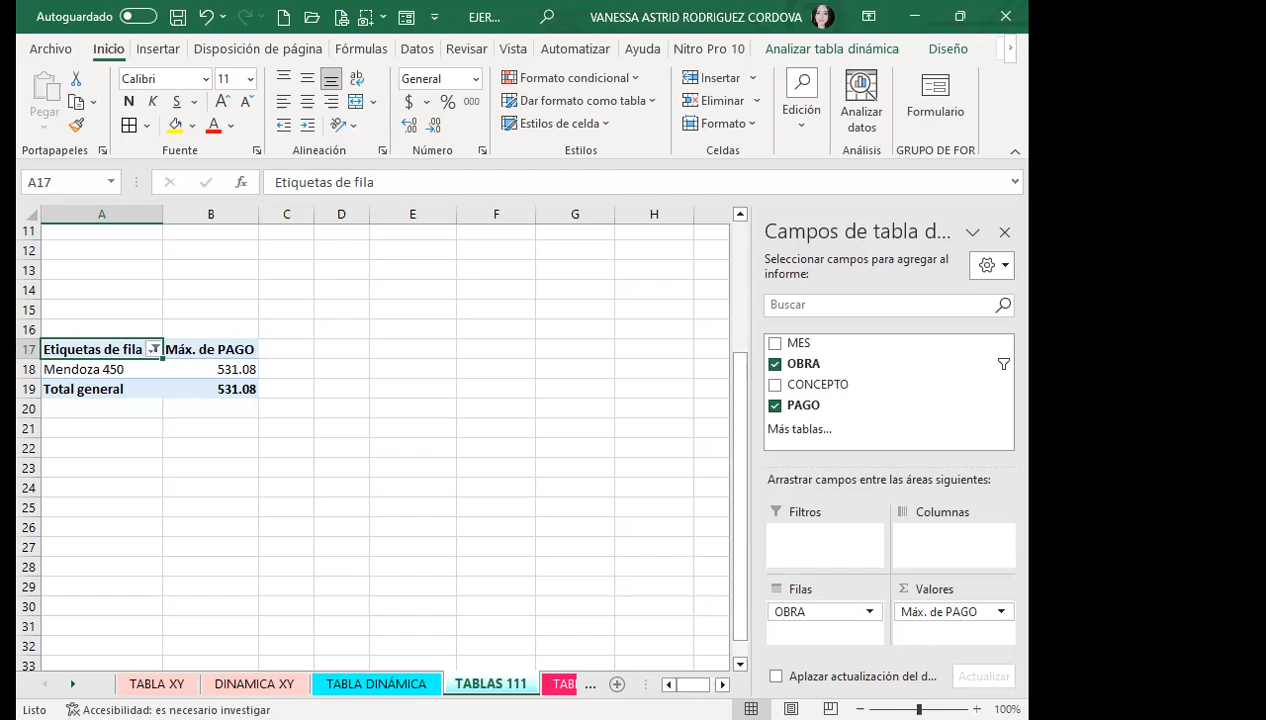 Autoguardado
EJER...
VANESSA ASTRID RODRIGUEZ CORDOVA
Archivo Inicio Insertar Disposición de página Fórmulas Datos Revisar Vista Automatizar Ayuda Nitro Pro 10 Analizar tabla dinámica Diseño
Pegar
Calibri 11
N K S
General
$ % 000
Formato condicional
Dar formato como tabla
Estilos de celda
Insertar
Eliminar
Formato
Edición
Analizar datos
Formulario
Portapapeles Fuente Alineación Número Estilos Celdas Análisis GRUPO DE FOR
A17 fx Etiquetas de fila
A B C D E F G H
11
12
13
14
15
16
17 Etiquetas de fila Máx. de PAGO
18 Mendoza 450 531.08
19 Total general 531.08
20
21
22
23
24
25
26
27
28
29
30
31
32
33
Campos de tabla d...
Seleccionar campos para agregar al
informe:
Buscar
MES
OBRA
CONCEPTO
PAGO
Más tablas...
Arrastrar campos entre las áreas siguientes:
Filtros Columnas
Filas Σ Valores
OBRA Máx. de PAGO
Aplazar actualización del d... Actualizar
TABLA XY DINAMICA XY TABLA DINÁMICA TABLAS 111 TABI ...
Listo Accesibilidad: es necesario investigar 100%